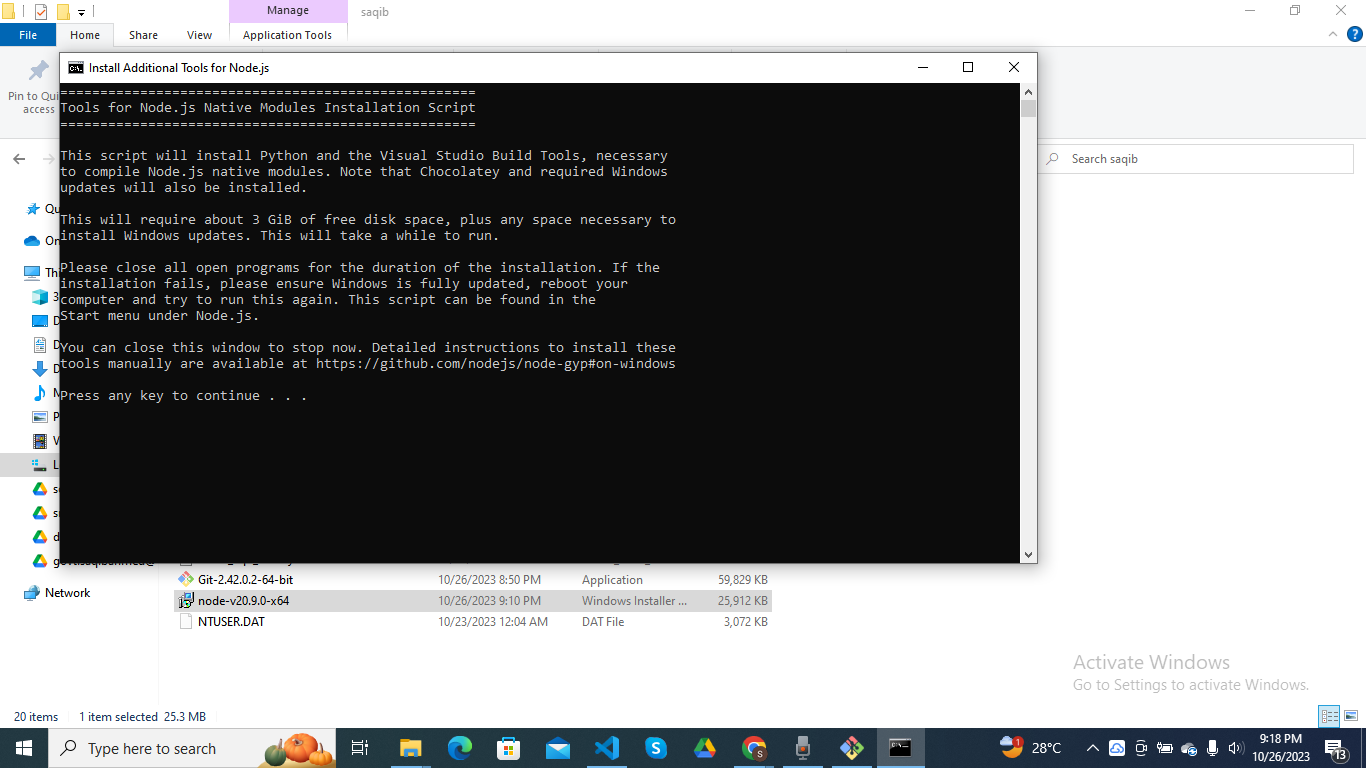 Manage
saqib
File
Home
Share
View
Application Tools
Pin to Qui
access
Install Additional Tools for Node.js
====================================================
Tools for Node.js Native Modules Installation Script
====================================================
This script will install Python and the Visual Studio Build Tools, necessary
to compile Node.js native modules. Note that Chocolatey and required Windows
updates will also be installed.
This will require about 3 GiB of free disk space, plus any space necessary to
install Windows updates. This will take a while to run.
Please close all open programs for the duration of the installation. If the
installation fails, please ensure Windows is fully updated, reboot your
computer and try to run this again. This script can be found in the
Start menu under Node.js.
You can close this window to stop now. Detailed instructions to install these
tools manually are available at https://github.com/nodejs/node-gyp#on-windows
Press any key to continue . . .
Search saqib
Qu
On
Thi
3
D
D
D
M
P
V
L
Network
Git-2.42.0.2-64-bit 10/26/2023 8:50 PM Application 59,829 KB
node-v20.9.0-x64 10/26/2023 9:10 PM Windows Installer ... 25,912 KB
NTUSER.DAT 10/23/2023 12:04 AM DAT File 3,072 KB
Activate Windows
Go to Settings to activate Windows.
20 items 1 item selected 25.3 MB
Type here to search
1
28°C
9:18 PM
10/26/2023
13